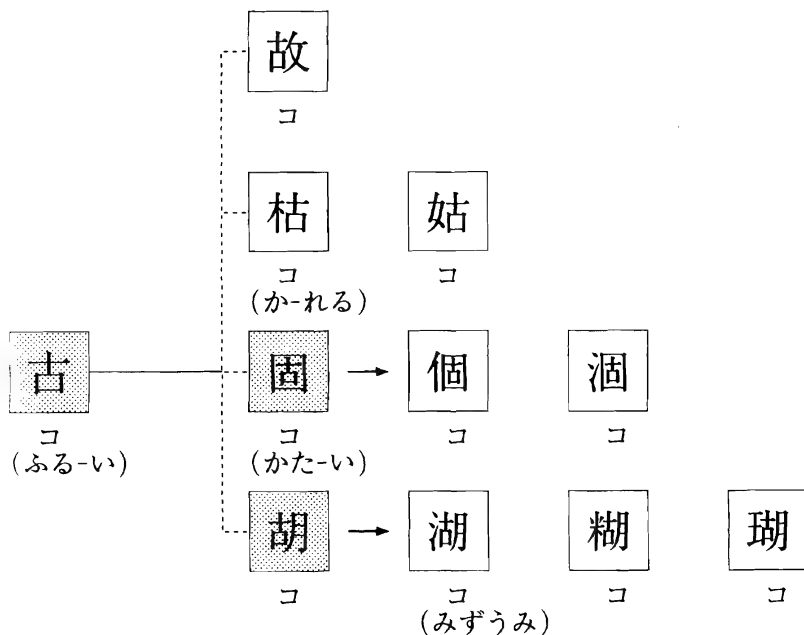 故
コ
枯 姑
コ コ
(か-れる)
古 固 個 涸
コ コ コ コ
(ふる-い) (かた-い)
胡 湖 糊 瑚
コ コ コ コ
(みずうみ)